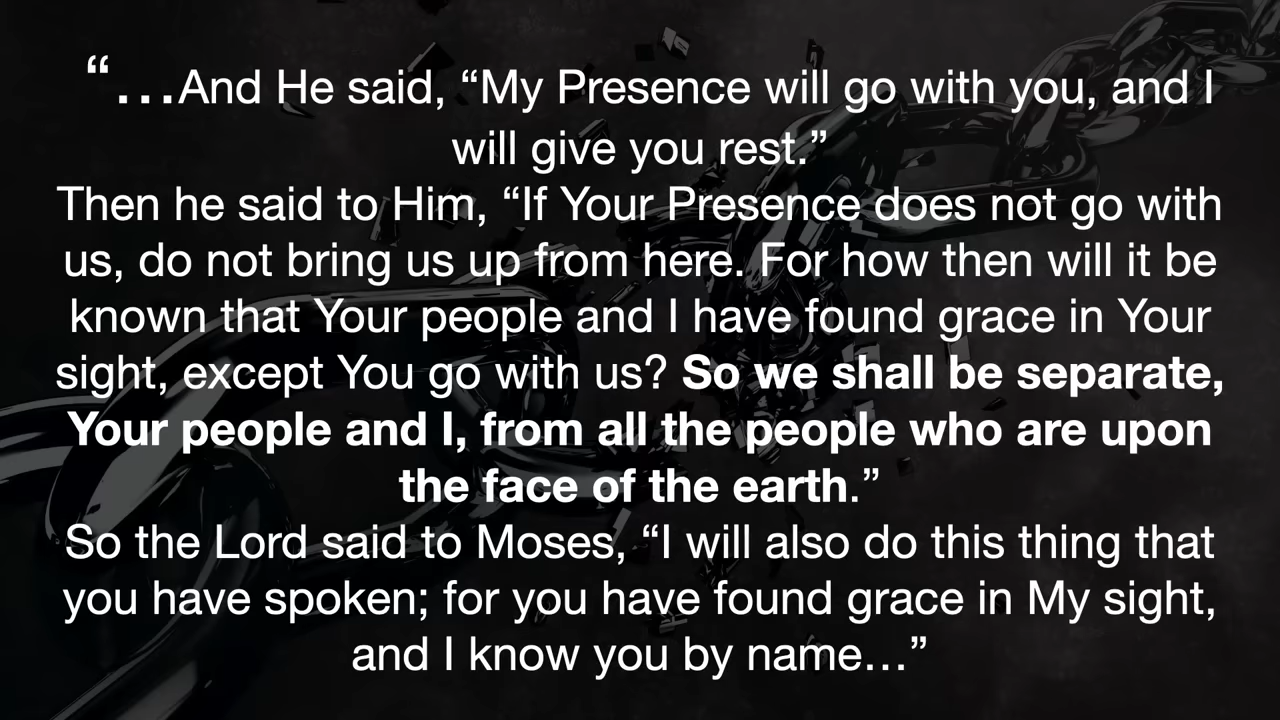 “…And He said, “My Presence will go with you, and I
will give you rest.”
Then he said to Him, “If Your Presence does not go with
us, do not bring us up from here. For how then will it be
known that Your people and I have found grace in Your
sight, except You go with us? So we shall be separate,
Your people and I, from all the people who are upon
the face of the earth.”
So the Lord said to Moses, “I will also do this thing that
you have spoken; for you have found grace in My sight,
and I know you by name…”